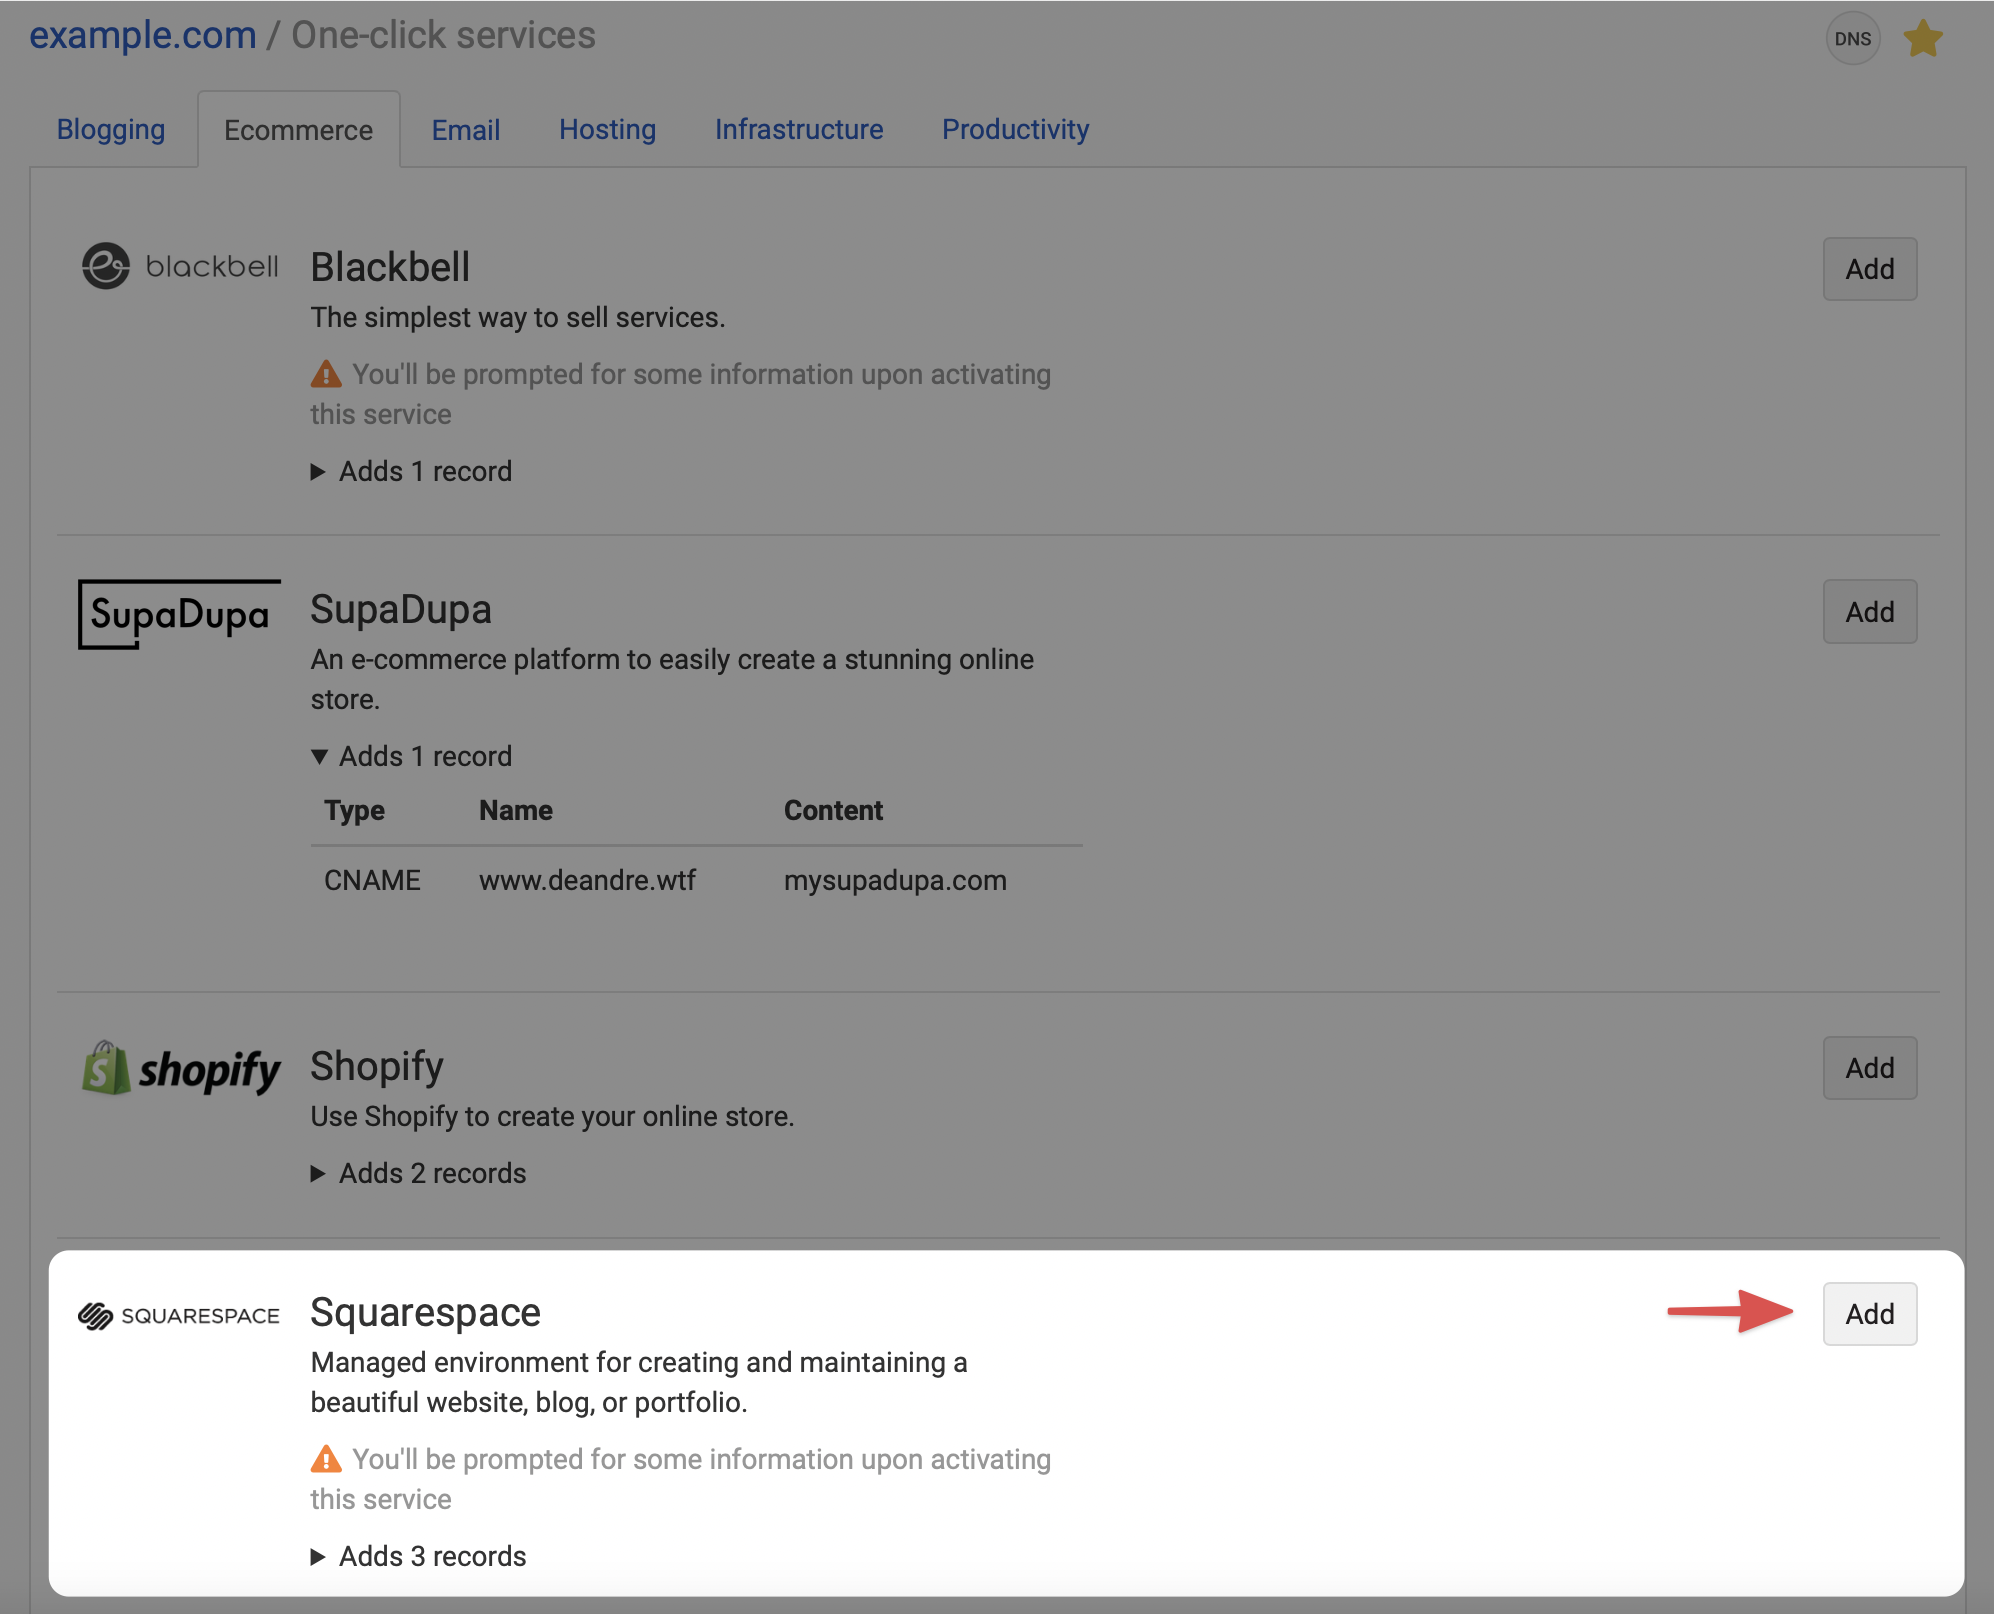 example.com / One-click services
DNS
Blogging
Ecommerce
Email
Hosting
Infrastructure
Productivity
blackbell
Blackbell
Add
The simplest way to sell services.
You'll be prompted for some information upon activating
this service
Adds 1 record
SupaDupa
SupaDupa
Add
An e-commerce platform to easily create a stunning online
store.
Adds 1 record
Type Name Content
CNAME www.deandre.wtf mysupadupa.com
shopify
Shopify
Add
Use Shopify to create your online store.
Adds 2 records
SQUARESPACE
Squarespace
Add
Managed environment for creating and maintaining a
beautiful website, blog, or portfolio.
You'll be prompted for some information upon activating
this service
Adds 3 records